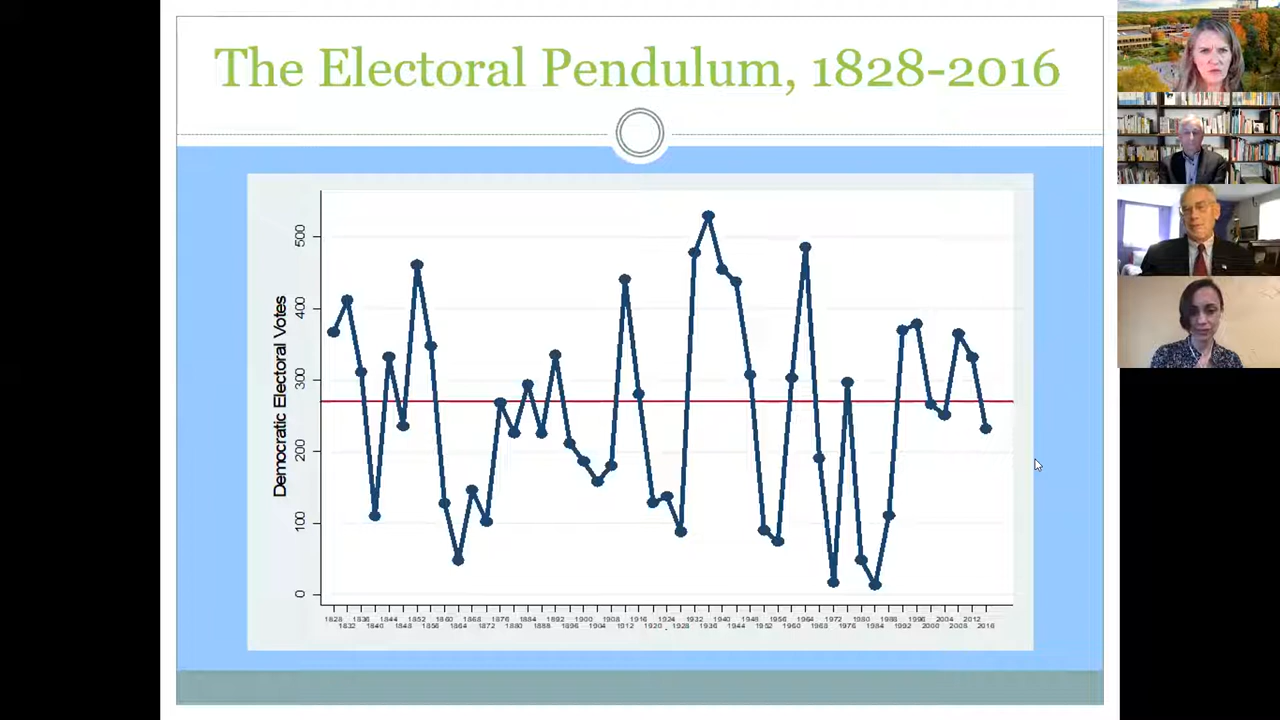 The Electoral Pendulum, 1828-2016
Democratic Electoral Votes
500
400
300
200
100
0
1828 1836 1844 1852 1860 1868 1876 1884 1892 1900 1908 1916 1924 1932 1940 1948 1956 1964 1972 1980 1988 1996 2004 2012
1832 1840 1848 1856 1864 1872 1880 1888 1896 1904 1912 1920 1928 1936 1944 1952 1960 1968 1976 1984 1992 2000 2008 2016